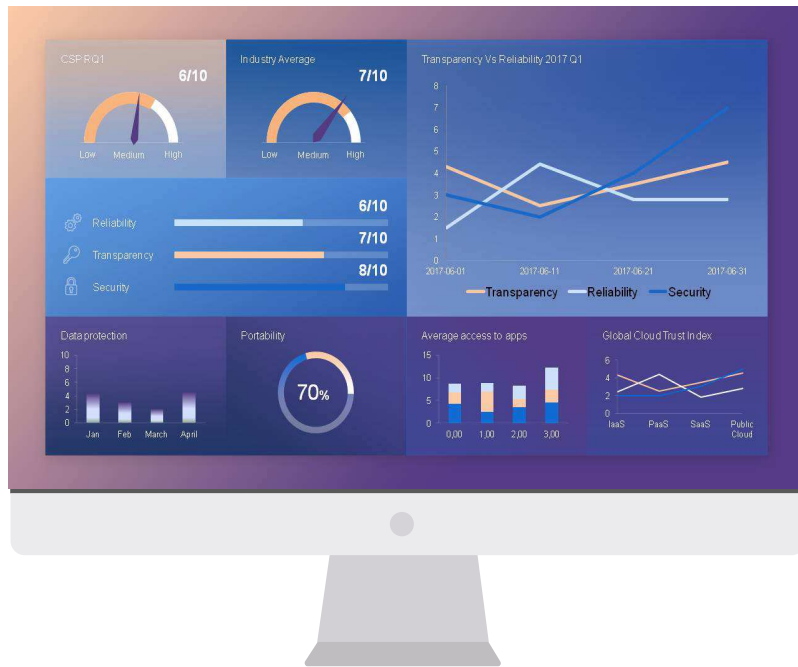 CSP RQ1
6/10
Low Medium High
Industry Average
7/10
Low Medium High
Transparency Vs Reliability 2017 Q1
8
7
6
5
4
3
2
1
0
2017-06-01 2017-06-11 2017-06-21 2017-06-31
Transparency Reliability Security
6/10
Reliability
7/10
Transparency
8/10
Security
Data protection
10
8
6
4
2
0
Jan Feb March April
Portability
70%
Average access to apps
15
10
5
0
0,00 1,00 2,00 3,00
Global Cloud Trust Index
6
4
2
0
IaaS PaaS SaaS Public
Cloud